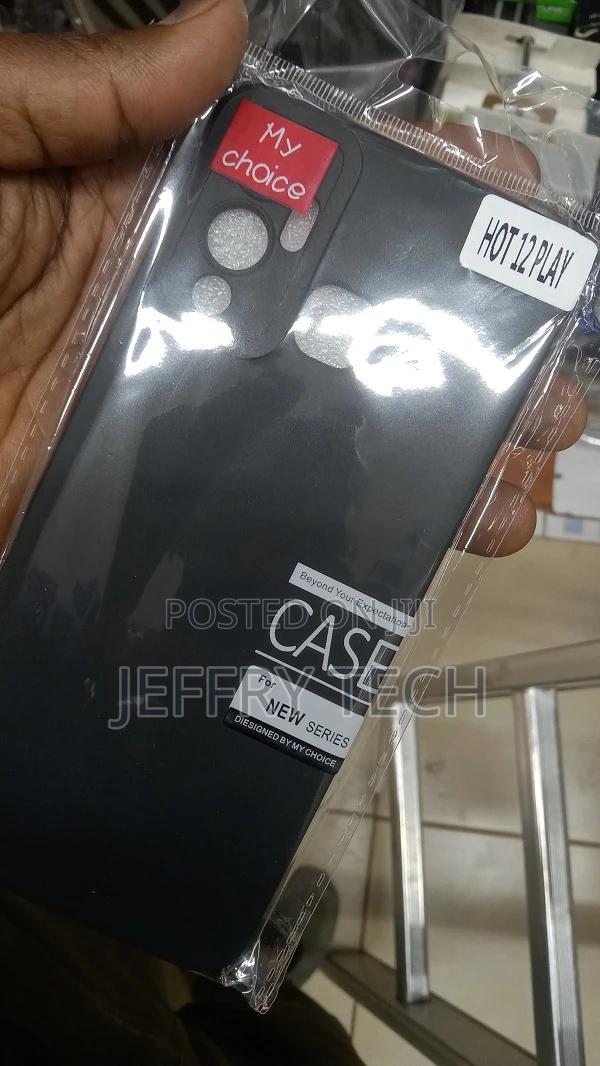 My
choice
HOT 12 PLAY
Beyond Your Expectation
CASE
For
NEW SERIES
DIESIGNED BY MY CHOICE
POSTED ON JIJI
JEFFRY TECH